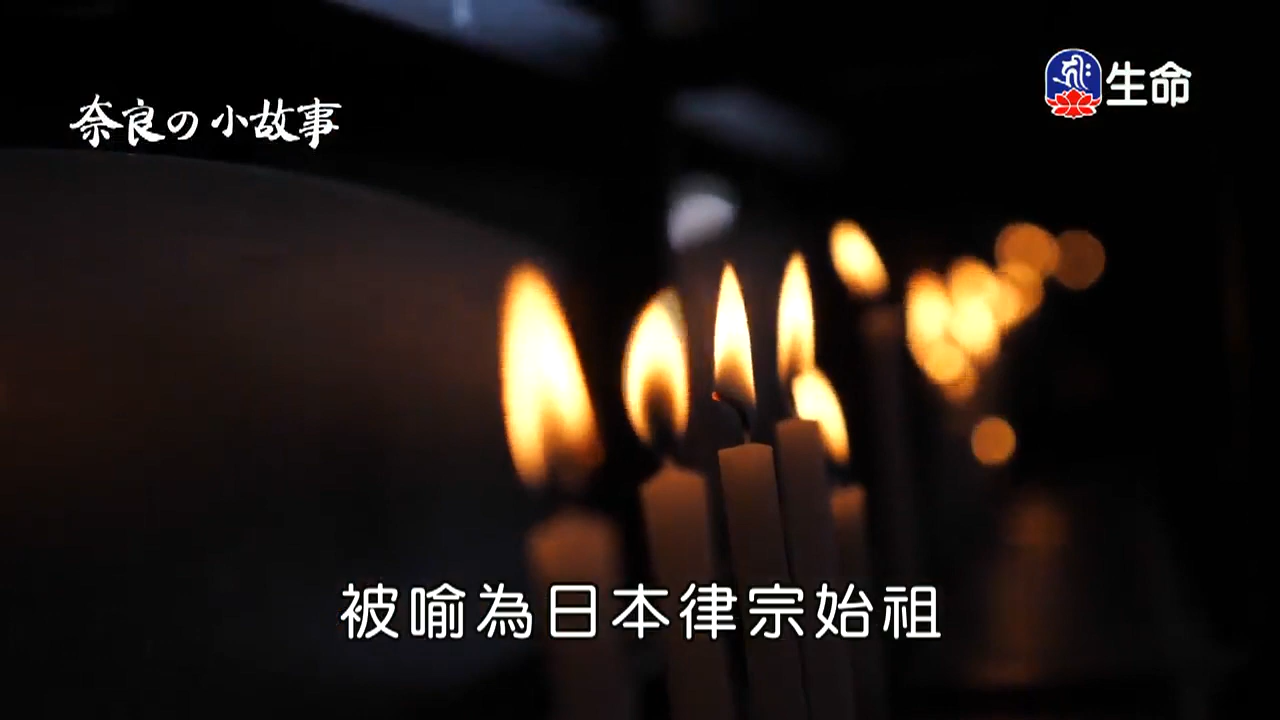 奈良の小故事
生命
被喻為日本律宗始祖